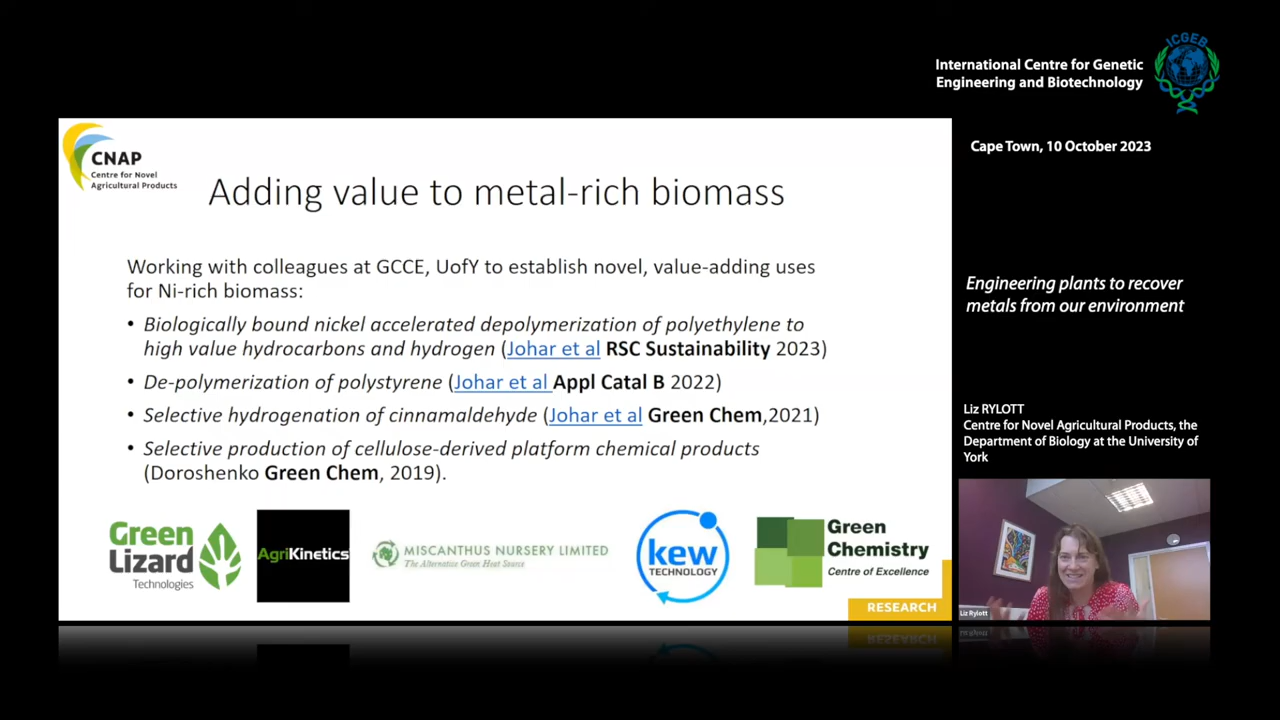 ICGEB
International Centre for Genetic
Engineering and Biotechnology
Cape Town, 10 October 2023
CNAP
Centre for Novel
Agricultural Products
Adding value to metal-rich biomass
Working with colleagues at GCCE, UofY to establish novel, value-adding uses
for Ni-rich biomass:
• Biologically bound nickel accelerated depolymerization of polyethylene to
high value hydrocarbons and hydrogen (Johar et al RSC Sustainability 2023)
• De-polymerization of polystyrene (Johar et al Appl Catal B 2022)
• Selective hydrogenation of cinnamaldehyde (Johar et al Green Chem,2021)
• Selective production of cellulose-derived platform chemical products
(Doroshenko Green Chem, 2019).
Green
Lizard
Technologies
AgriKinetics
MISCANTHUS NURSERY LIMITED
The Alternative Green Heat Source
kew
TECHNOLOGY
Green
Chemistry
Centre of Excellence
RESEARCH
Engineering plants to recover
metals from our environment
Liz RYLOTT
Centre for Novel Agricultural Products, the
Department of Biology at the University of
York
Liz Rylott